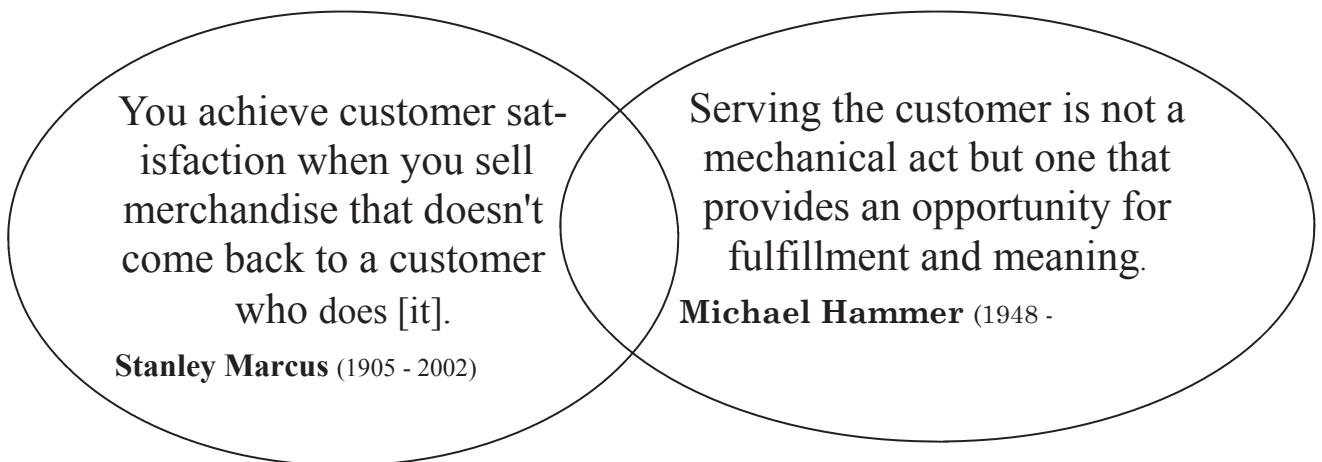 You achieve customer sat-
isfaction when you sell
merchandise that doesn't
come back to a customer
who does [it].
Stanley Marcus (1905 - 2002)
Serving the customer is not a
mechanical act but one that
provides an opportunity for
fulfillment and meaning.
Michael Hammer (1948 -